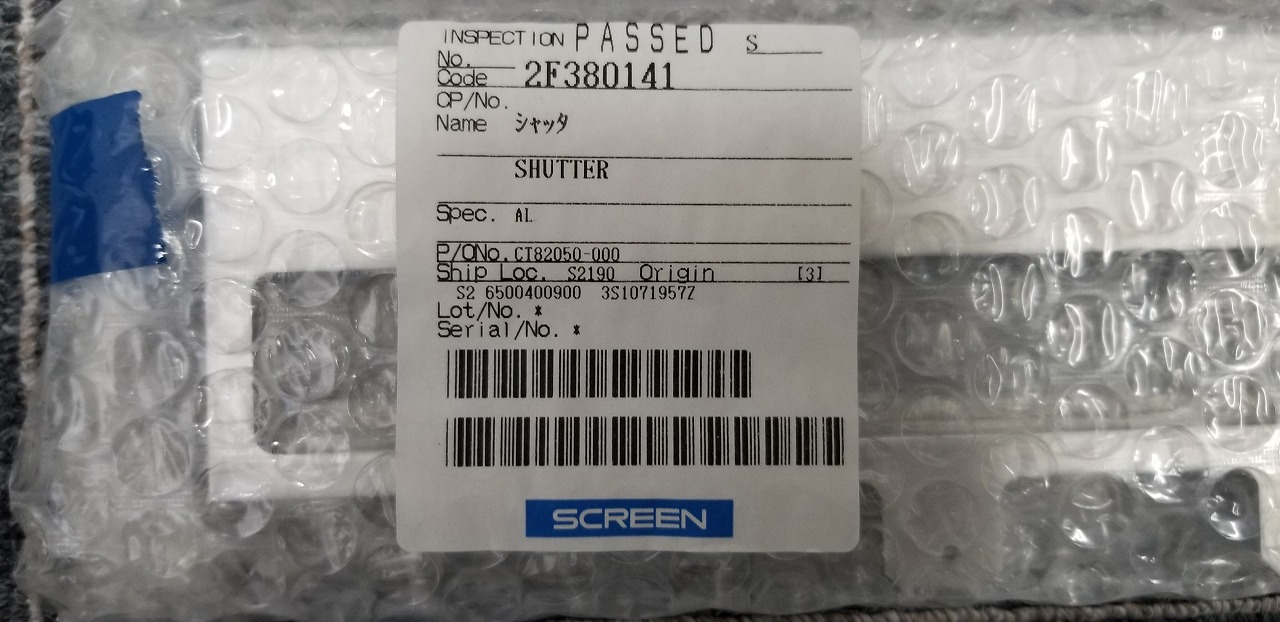 INSPECTION PASSED S
No.
Code 2F380141
CP/No.
Name シャッタ
SHUTTER
Spec. AL
P/ONo. CT82050-000
Ship Loc. S2190 Origin [3]
S2 6500400900 3S1071957Z
Lot/No. *
Serial/No. *
SCREEN